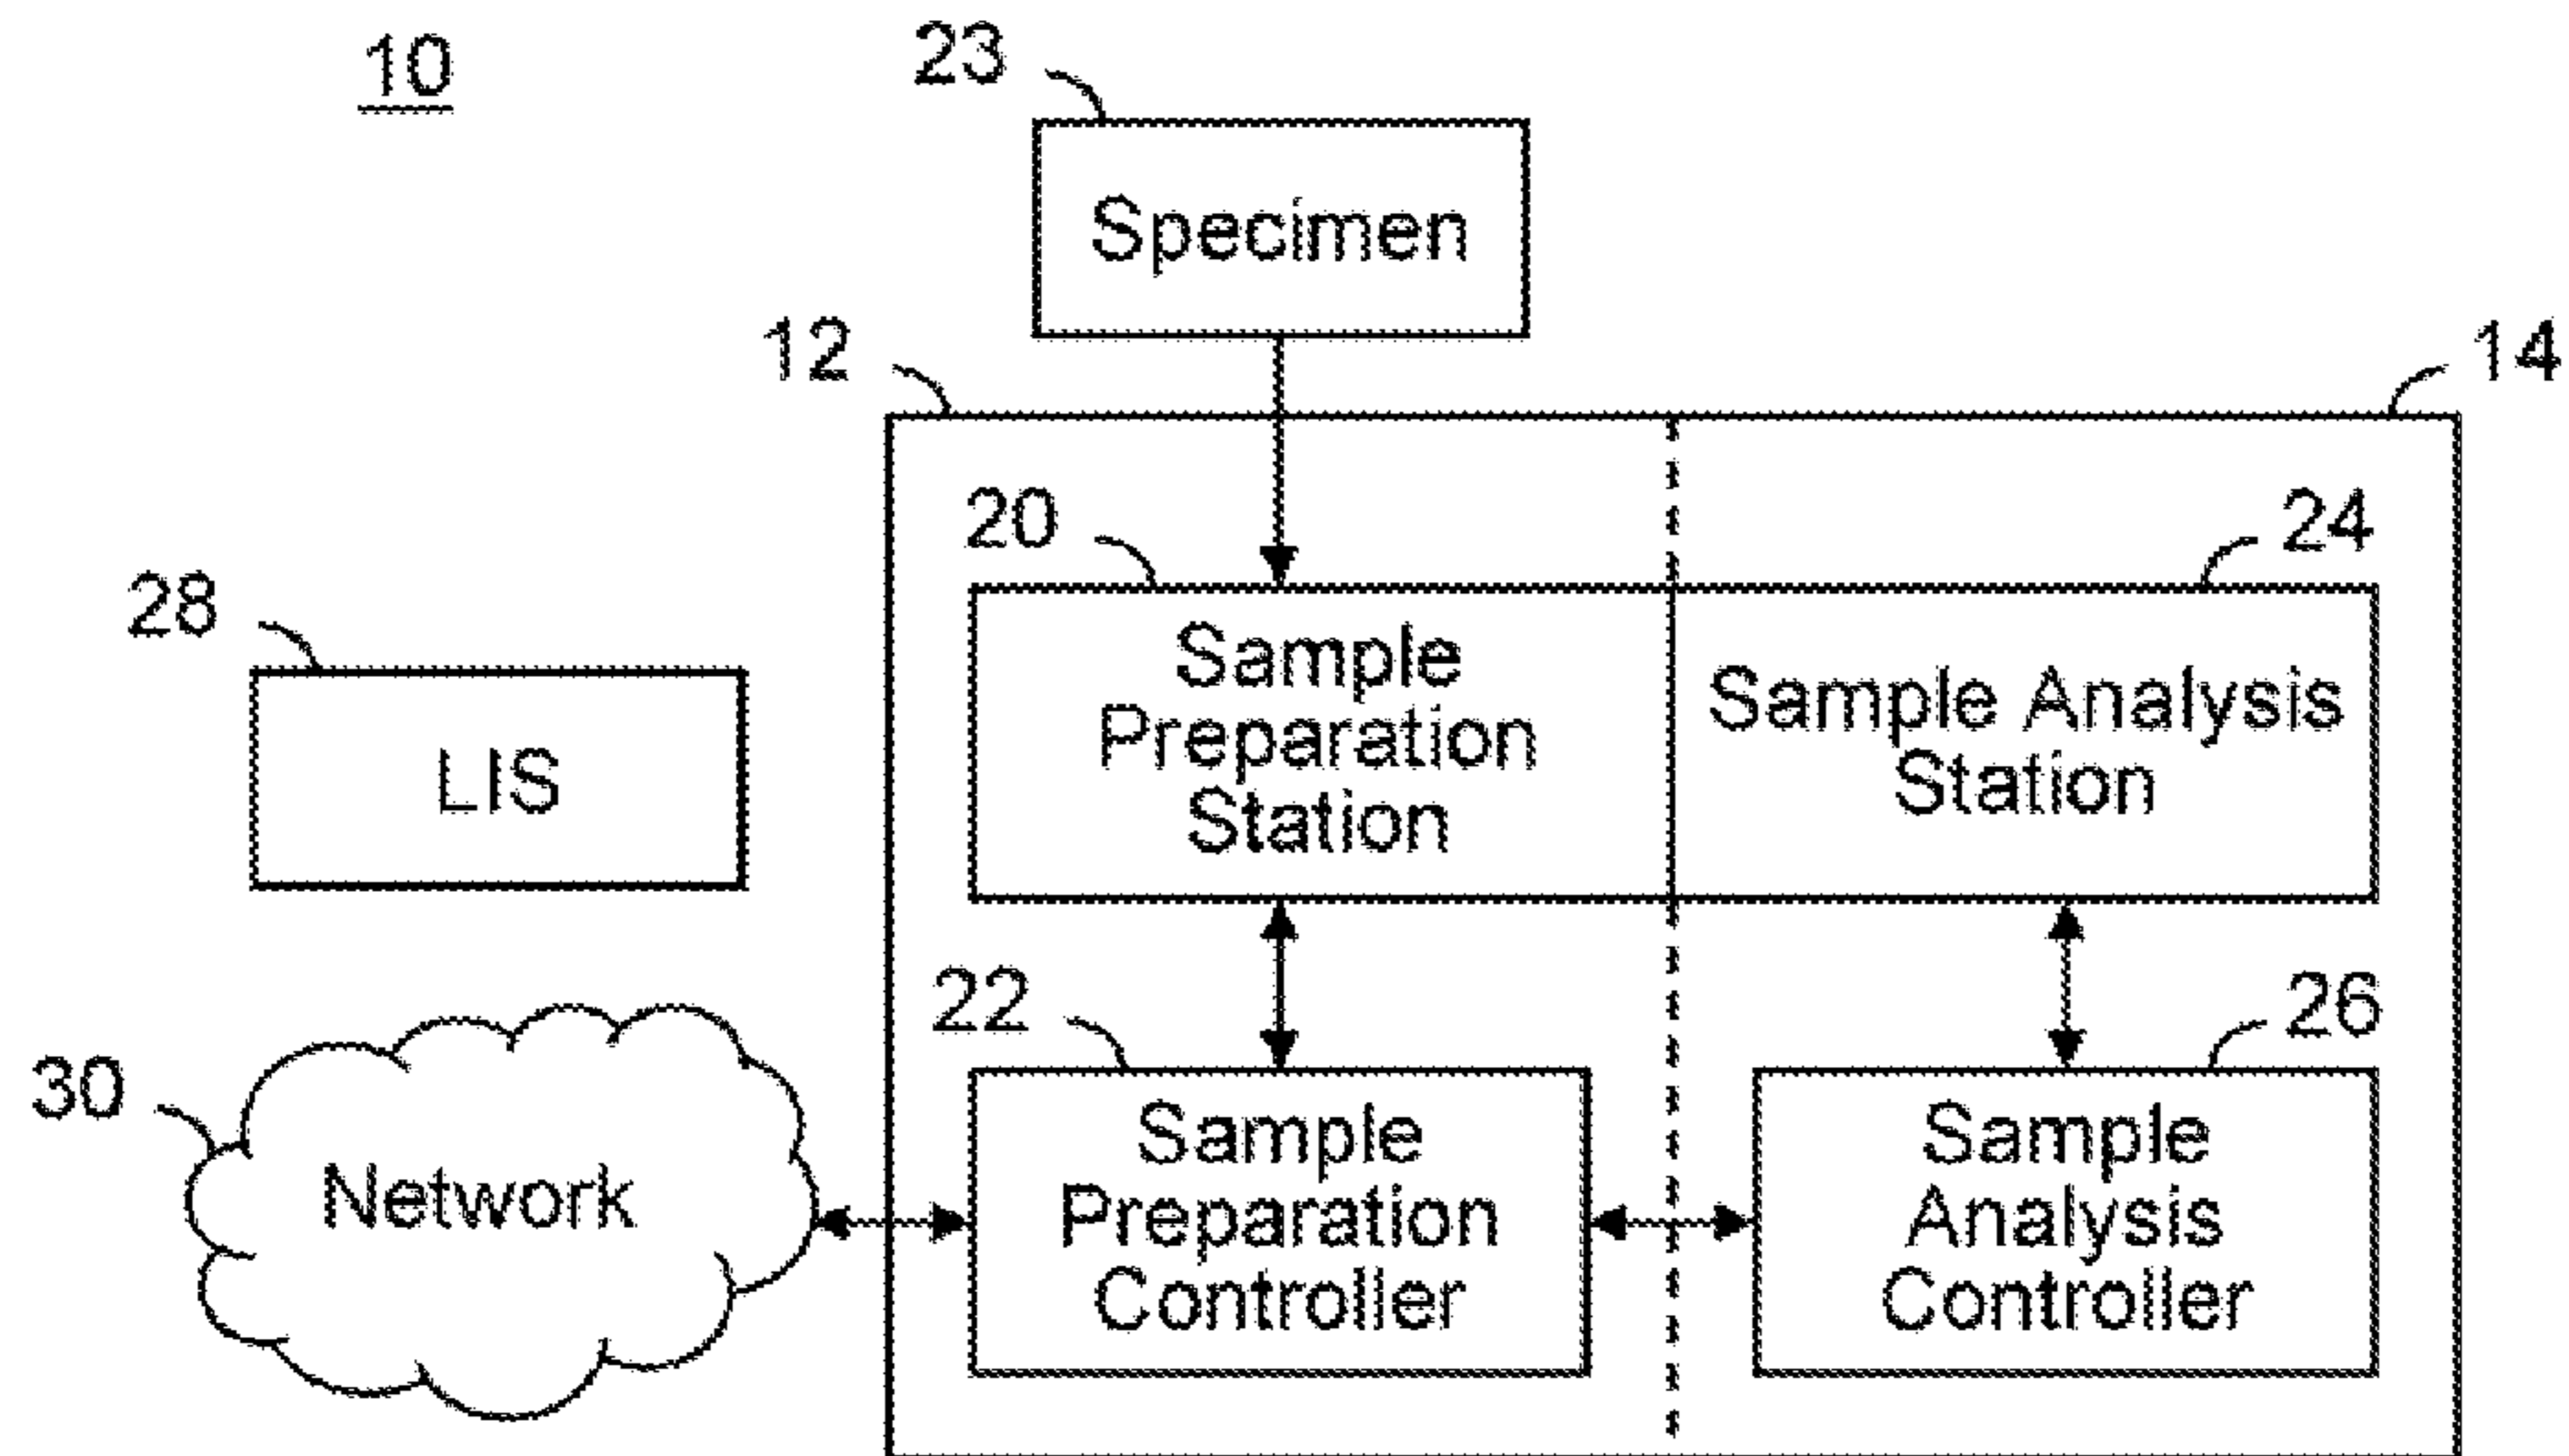 10
23
Specimen
12
14
20
24
28
Sample
Preparation
Station
Sample Analysis
Station
LIS
22
26
30
Network
Sample
Preparation
Controller
Sample
Analysis
Controller